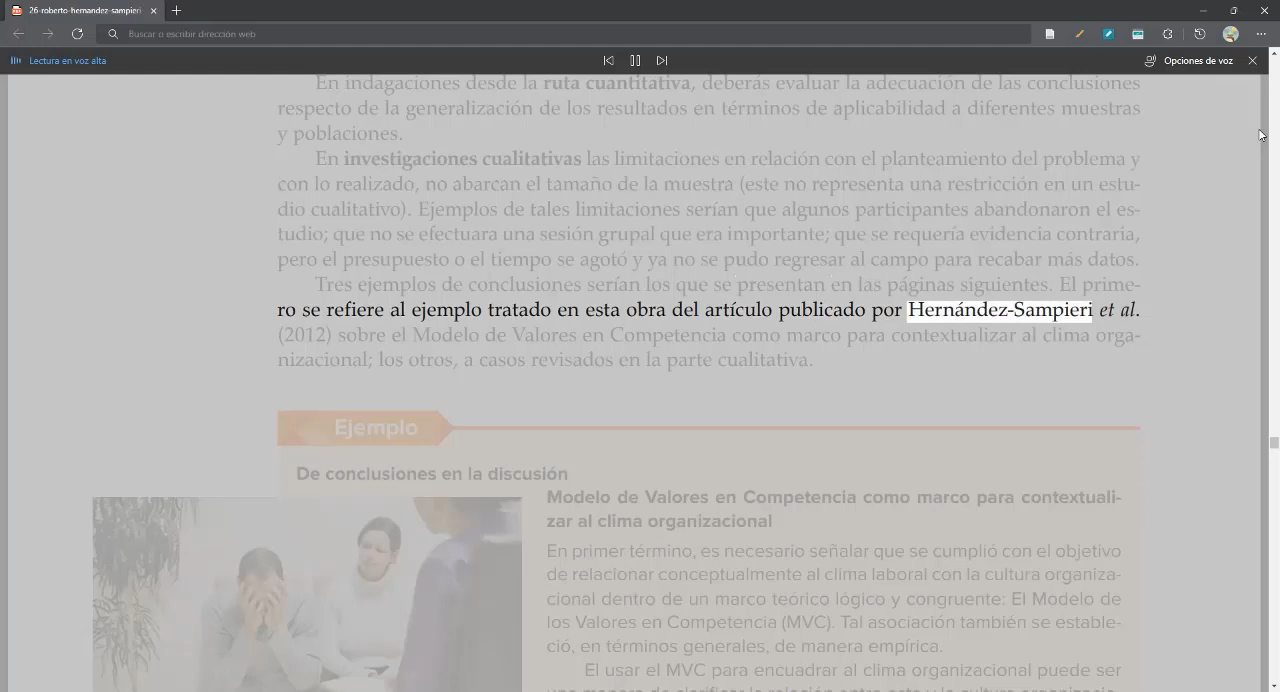 26-roberto-hernandez-sampieri
Buscar o escribir dirección web
Lectura en voz alta
Opciones de voz
En indagaciones desde la ruta cuantitativa, deberás evaluar la adecuación de las conclusiones
respecto de la generalización de los resultados en términos de aplicabilidad a diferentes muestras
y poblaciones.
En investigaciones cualitativas las limitaciones en relación con el planteamiento del problema y
con lo realizado, no abarcan el tamaño de la muestra (este no representa una restricción en un estu-
dio cualitativo). Ejemplos de tales limitaciones serían que algunos participantes abandonaron el es-
tudio; que no se efectuara una sesión grupal que era importante; que se requería evidencia contraria,
pero el presupuesto o el tiempo se agotó y ya no se pudo regresar al campo para recabar más datos.
Tres ejemplos de conclusiones serían los que se presentan en las páginas siguientes. El prime-
ro se refiere al ejemplo tratado en esta obra del artículo publicado por Hernández-Sampieri et al.
(2012) sobre el Modelo de Valores en Competencia como marco para contextualizar al clima orga-
nizacional; los otros, a casos revisados en la parte cualitativa.
Ejemplo
De conclusiones en la discusión
Modelo de Valores en Competencia como marco para contextuali-
zar al clima organizacional
En primer término, es necesario señalar que se cumplió con el objetivo
de relacionar conceptualmente al clima laboral con la cultura organiza-
cional dentro de un marco teórico lógico y congruente: El Modelo de
los Valores en Competencia (MVC). Tal asociación también se estable-
ció, en términos generales, de manera empírica.
El usar el MVC para encuadrar al clima organizacional puede ser